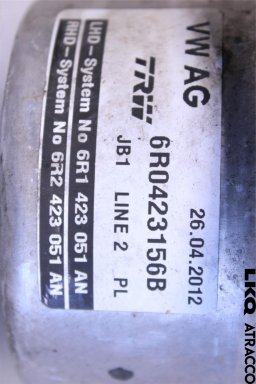 VW AG 26.04.2012
TRW 6R0423156B
JB1 LINE 2 PL
LHD-System No 6R1 423 051 AN
RHD-System No 6R2 423 051 AN
LKQ ATRACCO